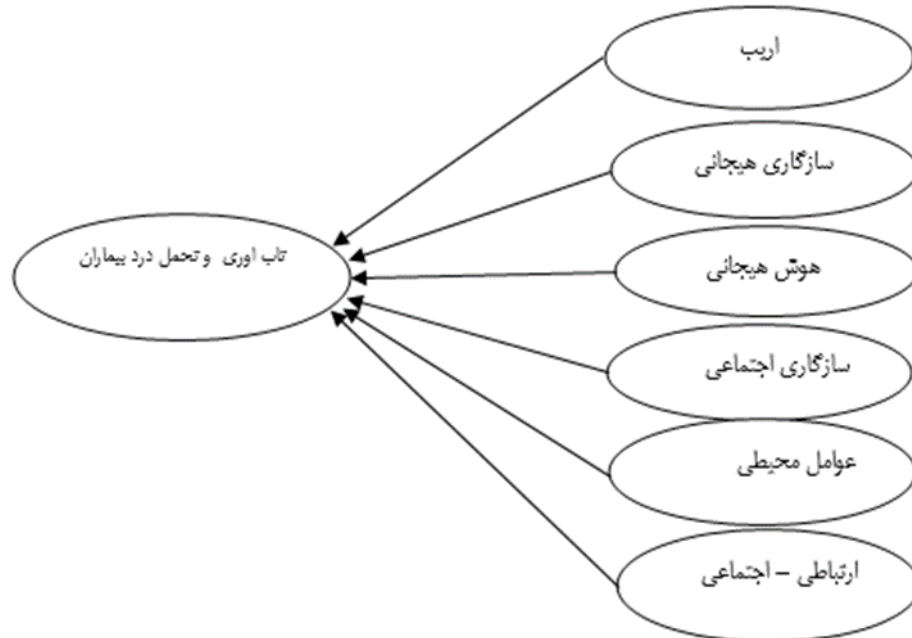 اریب
سازگاری هیجانی
هوش هیجانی
تاب اوری و تحمل درد بیماران
سازگاری اجتماعی
عوامل محیطی
ارتباطی – اجتماعی